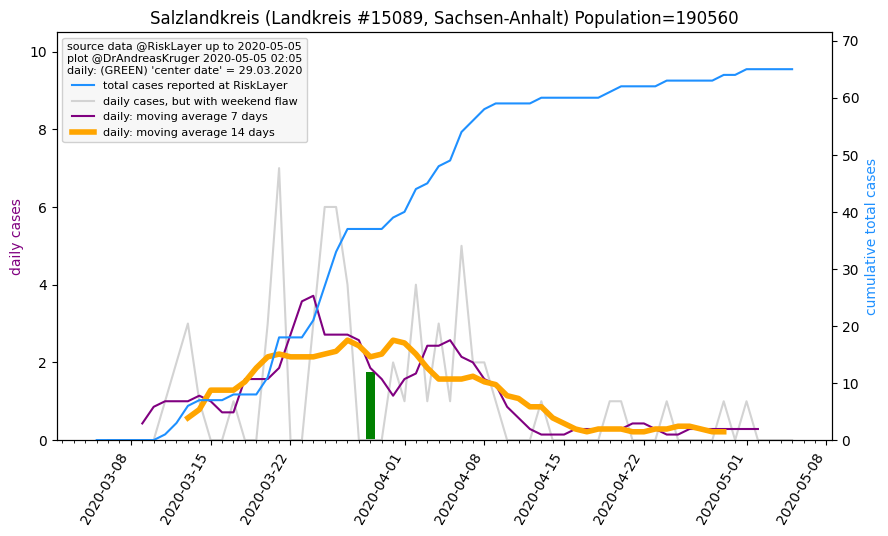 Salzlandkreis (Landkreis #15089, Sachsen-Anhalt) Population=190560
source data @RiskLayer up to 2020-05-05
plot @DrAndreasKruger 2020-05-05 02:05
daily: (GREEN) 'center date' = 29.03.2020
total cases reported at RiskLayer
daily cases, but with weekend flaw
daily: moving average 7 days
daily: moving average 14 days
daily cases
10
8
6
4
2
0
cumulative total cases
70
60
50
40
30
20
10
0
2020-03-08
2020-03-15
2020-03-22
2020-04-01
2020-04-08
2020-04-15
2020-04-22
2020-05-01
2020-05-08